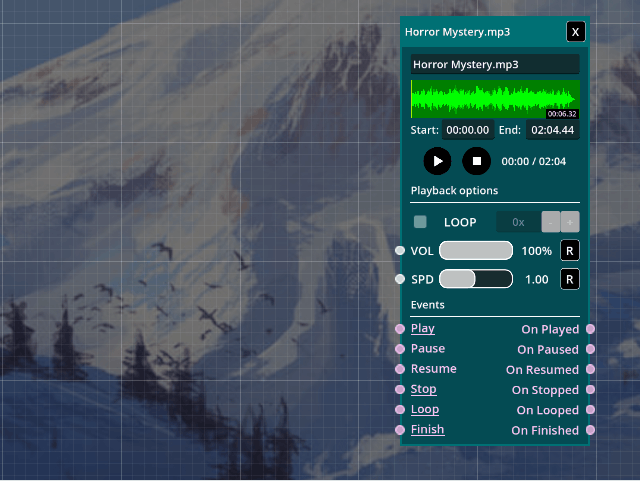 Horror Mystery.mp3 X
Horror Mystery.mp3
00:06.32
Start: 00:00.00 End: 02:04.44
00:00 / 02:04
Playback options
LOOP 0x - +
VOL 100% R
SPD 1.00 R
Events
Play On Played
Pause On Paused
Resume On Resumed
Stop On Stopped
Loop On Looped
Finish On Finished